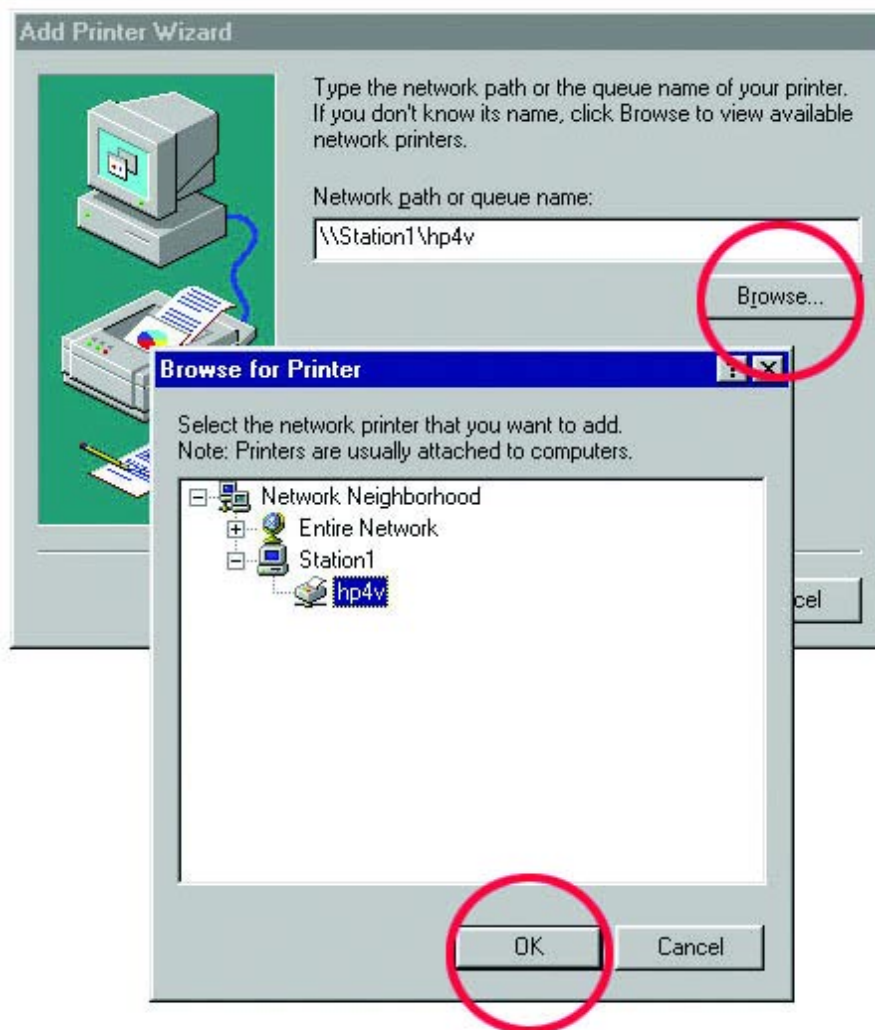 Add Printer Wizard
Type the network path or the queue name of your printer.
If you don't know its name, click Browse to view available
network printers.
Network path or queue name:
\\Station1\hp4v
Browse...
Browse for Printer
Select the network printer that you want to add.
Note: Printers are usually attached to computers.
Network Neighborhood
Entire Network
Station1
hp4v
cel
OK
Cancel